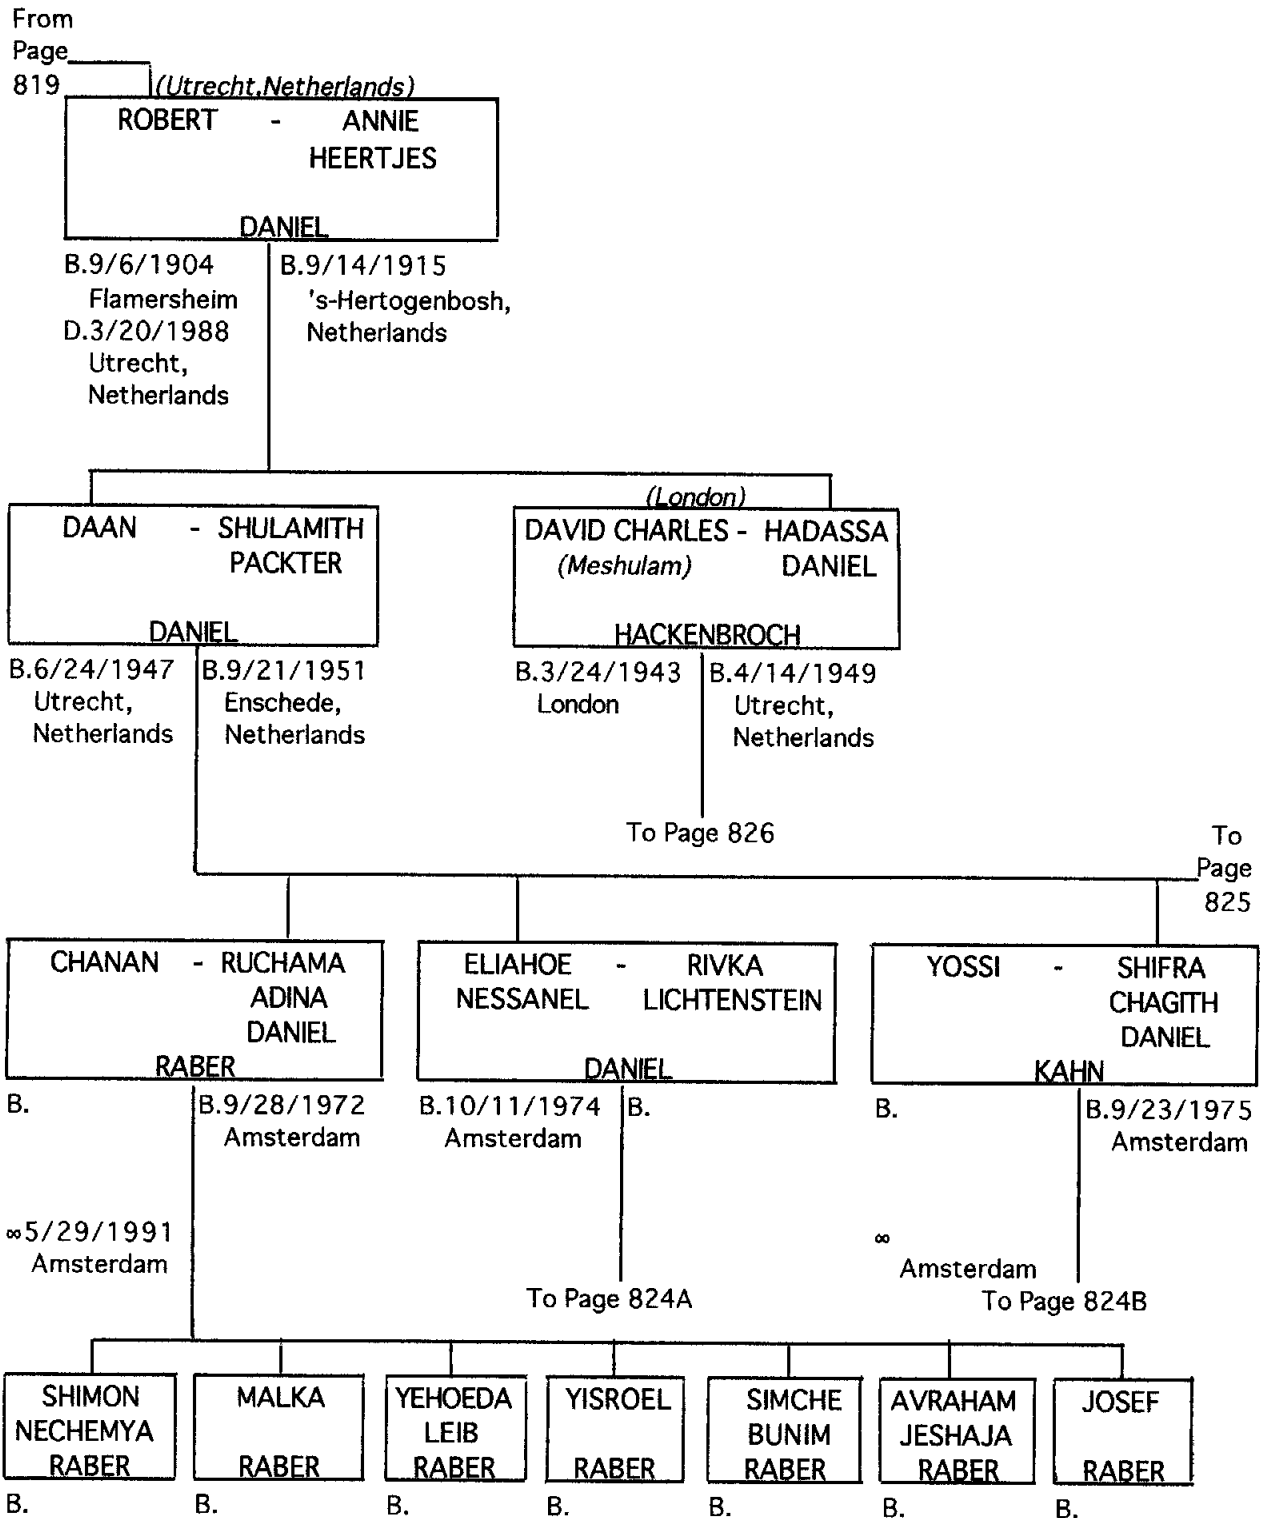 From
Page
819
(Utrecht,Netherlands)
ROBERT - ANNIE
HEERTJES
DANIEL
B.9/6/1904
Flamersheim
D.3/20/1988
Utrecht,
Netherlands
B.9/14/1915
's-Hertogenbosh,
Netherlands
DAAN - SHULAMITH
PACKTER
DANIEL
B.6/24/1947
Utrecht,
Netherlands
B.9/21/1951
Enschede,
Netherlands
(London)
DAVID CHARLES - HADASSA
(Meshulam) DANIEL
HACKENBROCH
B.3/24/1943
London
B.4/14/1949
Utrecht,
Netherlands
To Page 826
To
Page
825
CHANAN - RUCHAMA
ADINA
DANIEL
RABER
B.
B.9/28/1972
Amsterdam
∞5/29/1991
Amsterdam
ELIAHOE - RIVKA
NESSANEL LICHTENSTEIN
DANIEL
B.10/11/1974
Amsterdam
B.
To Page 824A
YOSSI - SHIFRA
CHAGITH
DANIEL
KAHN
B.
B.9/23/1975
Amsterdam
∞
Amsterdam
To Page 824B
SHIMON
NECHEMYA
RABER
B.
MALKA
RABER
B.
YEHOEDA
LEIB
RABER
B.
YISROEL
RABER
B.
SIMCHE
BUNIM
RABER
B.
AVRAHAM
JESHAJA
RABER
B.
JOSEF
RABER
B.